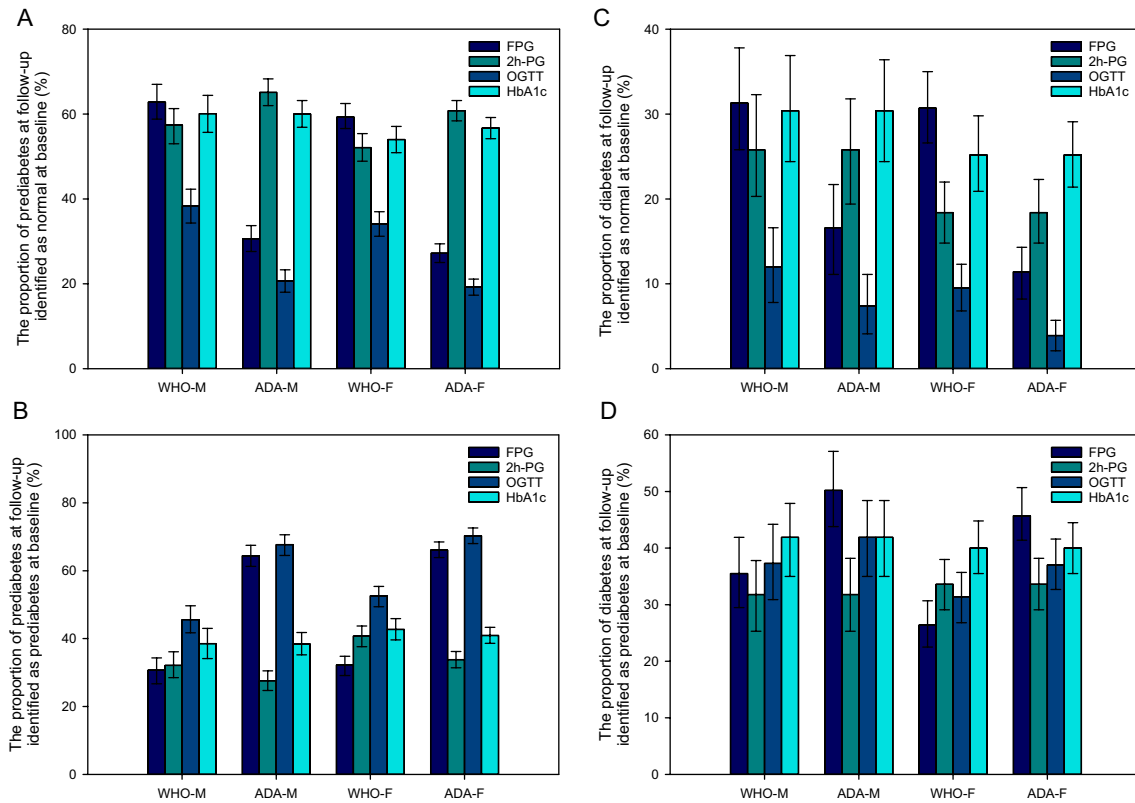 A
The proportion of prediabetes at follow-up
identified as normal at baseline (%)
80
60
40
20
0
FPG
2h-PG
OGTT
HbA1c
WHO-M
ADA-M
WHO-F
ADA-F
C
The proportion of diabetes at follow-up
identified as normal at baseline (%)
40
30
20
10
0
FPG
2h-PG
OGTT
HbA1c
WHO-M
ADA-M
WHO-F
ADA-F
B
The proportion of prediabetes at follow-up
identified as prediabetes at baseline (%)
100
80
60
40
20
0
FPG
2h-PG
OGTT
HbA1c
WHO-M
ADA-M
WHO-F
ADA-F
D
The proportion of diabetes at follow-up
identified as prediabetes at baseline (%)
60
50
40
30
20
10
0
FPG
2h-PG
OGTT
HbA1c
WHO-M
ADA-M
WHO-F
ADA-F